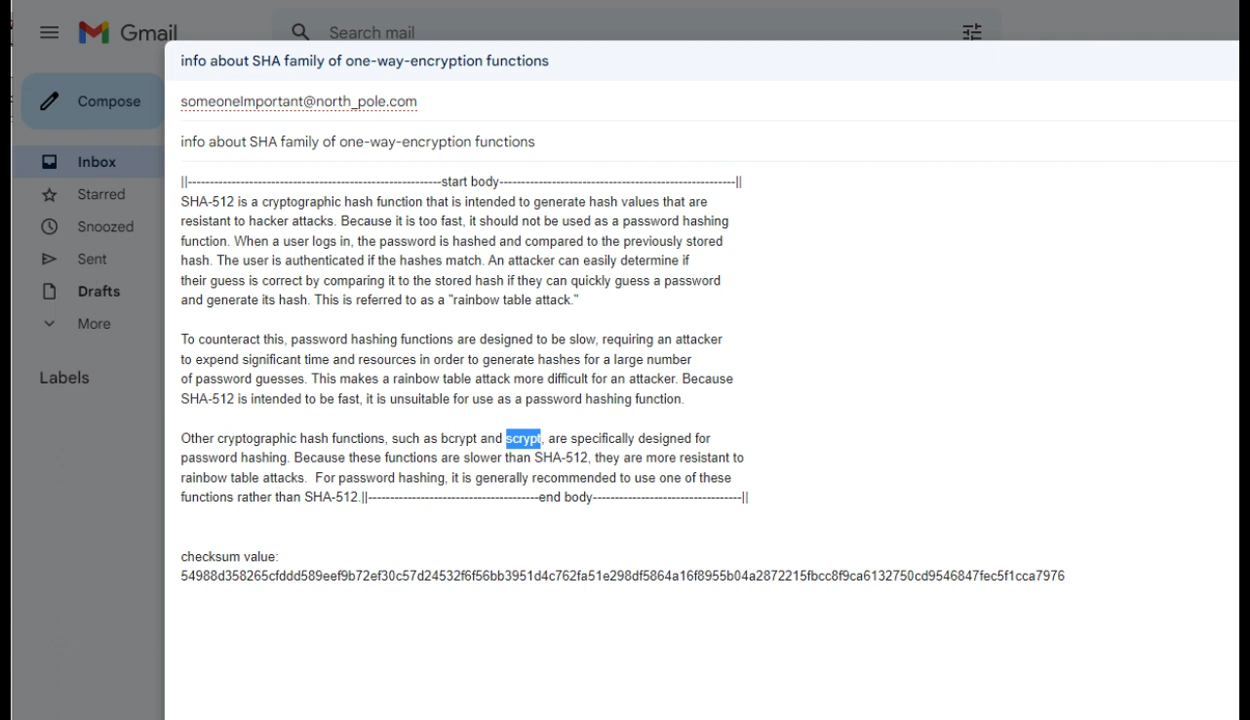 Gmail
Search mail
info about SHA family of one-way-encryption functions
Compose
someoneImportant@north_pole.com
info about SHA family of one-way-encryption functions
Inbox
Starred
Snoozed
Sent
Drafts
More
Labels
||----------------------------------------------------------start body------------------------------------------------------||
SHA-512 is a cryptographic hash function that is intended to generate hash values that are
resistant to hacker attacks. Because it is too fast, it should not be used as a password hashing
function. When a user logs in, the password is hashed and compared to the previously stored
hash. The user is authenticated if the hashes match. An attacker can easily determine if
their guess is correct by comparing it to the stored hash if they can quickly guess a password
and generate its hash. This is referred to as a "rainbow table attack."
To counteract this, password hashing functions are designed to be slow, requiring an attacker
to expend significant time and resources in order to generate hashes for a large number
of password guesses. This makes a rainbow table attack more difficult for an attacker. Because
SHA-512 is intended to be fast, it is unsuitable for use as a password hashing function.
Other cryptographic hash functions, such as bcrypt and scrypt, are specifically designed for
password hashing. Because these functions are slower than SHA-512, they are more resistant to
rainbow table attacks.  For password hashing, it is generally recommended to use one of these
functions rather than SHA-512.||---------------------------------------end body----------------------------------||
checksum value:
54988d358265cfddd589eef9b72ef30c57d24532f6f56bb3951d4c762fa51e298df5864a16f8955b04a2872215fbcc8f9ca6132750cd9546847fec5f1cca7976